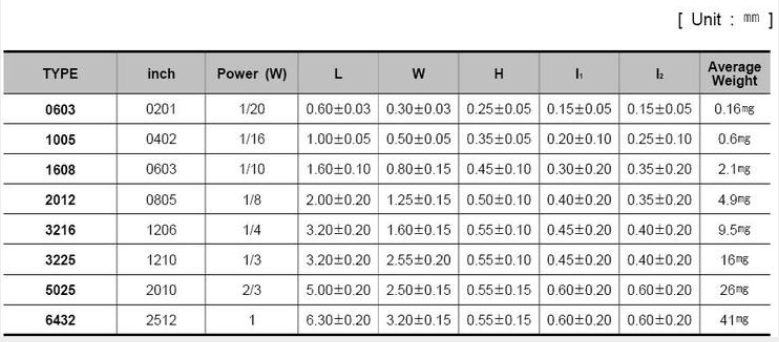 [ Unit : ㎜ ]
TYPE inch Power (W) L W H l₁ l₂ Average Weight
0603 0201 1/20 0.60±0.03 0.30±0.03 0.25±0.05 0.15±0.05 0.15±0.05 0.16㎎
1005 0402 1/16 1.00±0.05 0.50±0.05 0.35±0.05 0.20±0.10 0.25±0.10 0.6㎎
1608 0603 1/10 1.60±0.10 0.80±0.15 0.45±0.10 0.30±0.20 0.35±0.20 2.1㎎
2012 0805 1/8 2.00±0.20 1.25±0.15 0.50±0.10 0.40±0.20 0.35±0.20 4.9㎎
3216 1206 1/4 3.20±0.20 1.60±0.15 0.55±0.10 0.45±0.20 0.40±0.20 9.5㎎
3225 1210 1/3 3.20±0.20 2.55±0.20 0.55±0.10 0.45±0.20 0.40±0.20 16㎎
5025 2010 2/3 5.00±0.20 2.50±0.15 0.55±0.15 0.60±0.20 0.60±0.20 26㎎
6432 2512 1 6.30±0.20 3.20±0.15 0.55±0.15 0.60±0.20 0.60±0.20 41㎎